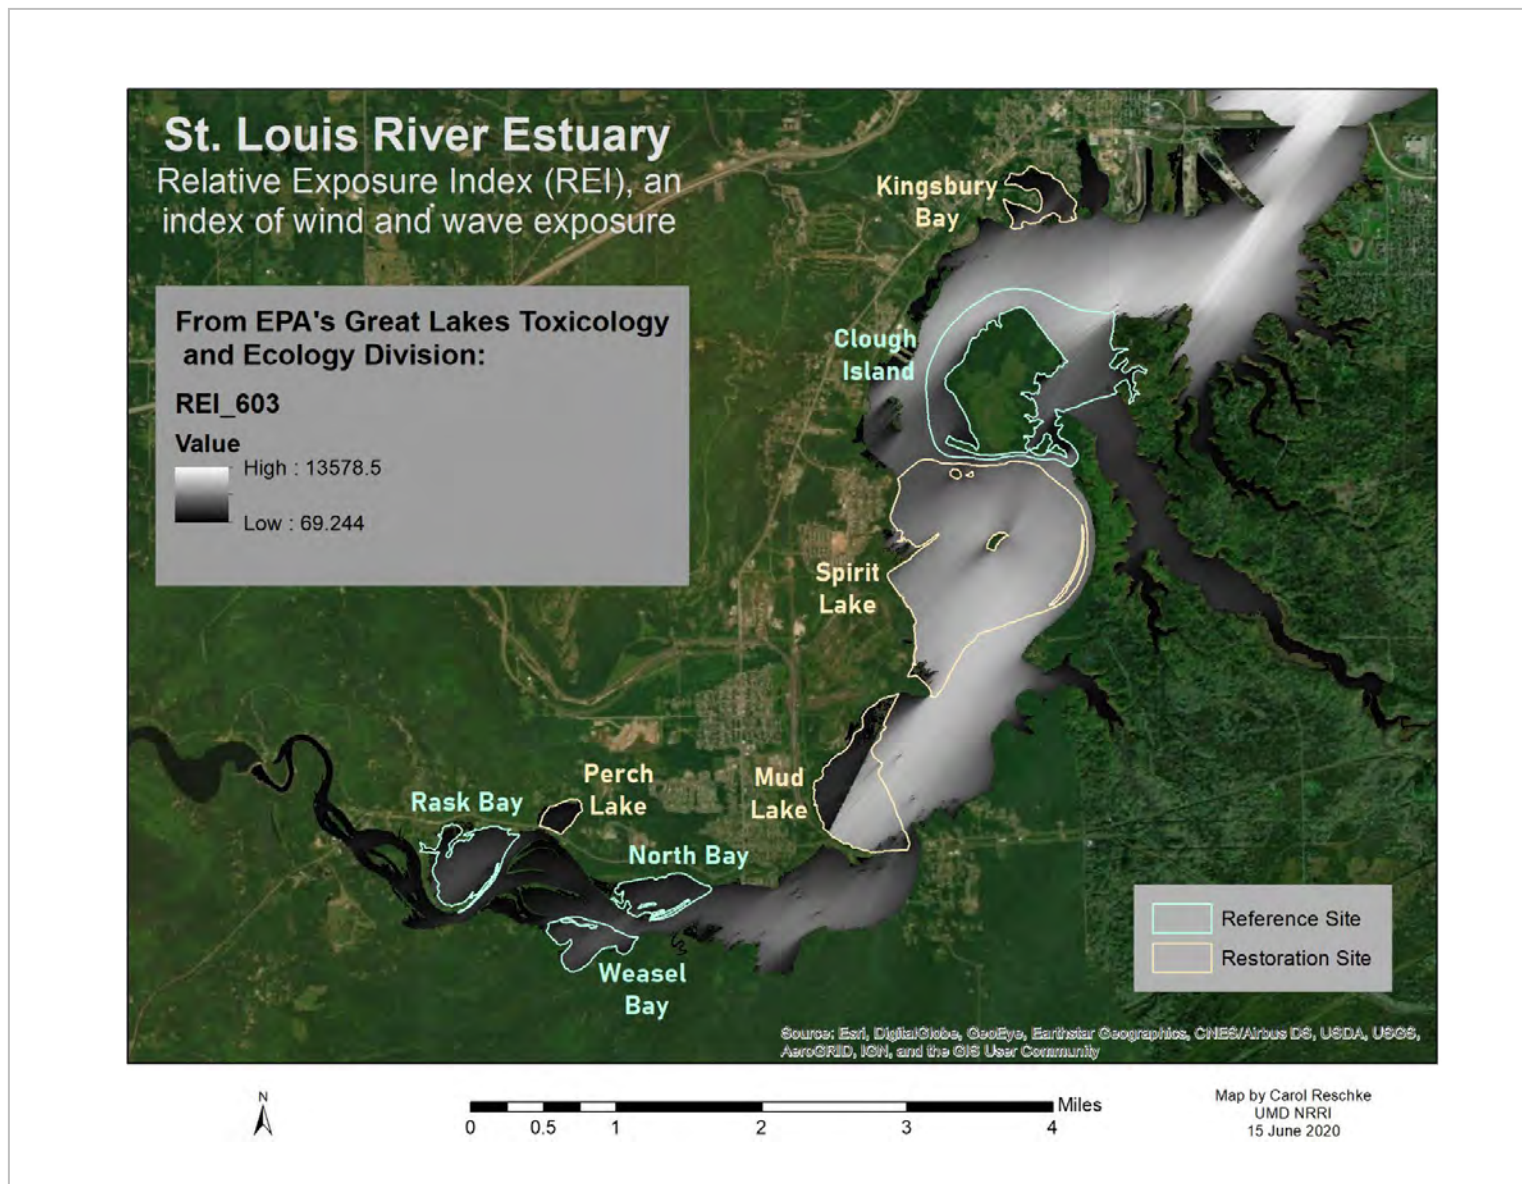 St. Louis River Estuary
Relative Exposure Index (REI), an
index of wind and wave exposure
From EPA's Great Lakes Toxicology
and Ecology Division:
REI_603
Value
High : 13578.5
Low : 69.244
Kingsbury
Bay
Clough
Island
Spirit
Lake
Mud
Lake
Perch
Lake
Rask Bay
North Bay
Weasel
Bay
Reference Site
Restoration Site
Source: Esri, DigitalGlobe, GeoEye, Earthstar Geographics, CNES/Airbus DS, USDA, USGS,
AeroGRID, IGN, and the GIS User Community
N
Miles
0 0.5 1 2 3 4
Map by Carol Reschke
UMD NRRI
15 June 2020